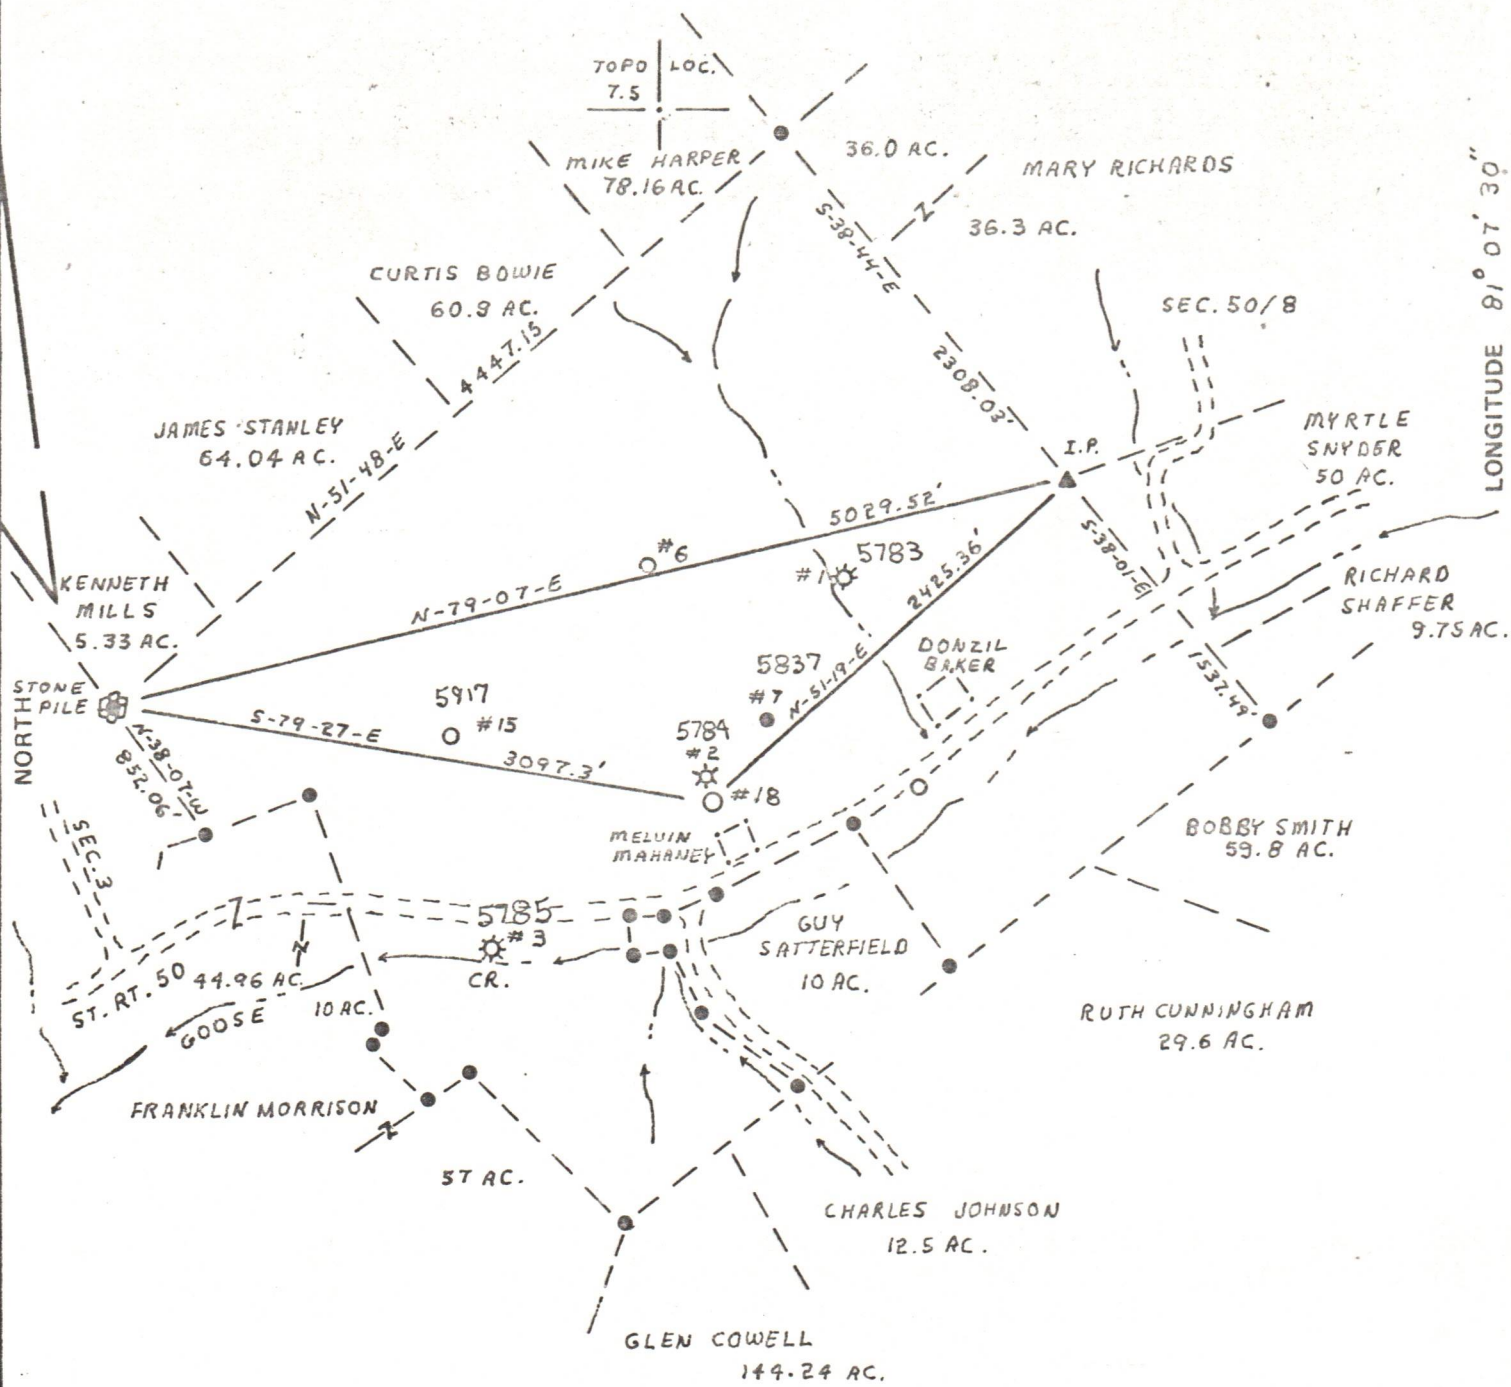 TOPO LOC.
7.5
MIKE HARPER
78.16 AC.
36.0 AC.
MARY RICHARDS
36.3 AC.
S-38-44-E
2308.03'
LONGITUDE 81° 07' 30"
CURTIS BOWIE
60.9 AC.
4447.15
N-51-48-E
SEC. 50/8
JAMES STANLEY
64.04 AC.
I.P.
MYRTLE
SNYDER
50 AC.
5029.52'
N-79-07-E
#6
5783
#1
2425.36'
N-51-19-E
S-38-01-E
1537.49'
KENNETH
MILLS
5.33 AC.
RICHARD
SHAFFER
9.75 AC.
DONZIL
BAKER
STONE
PILE
NORTH
N-38-07-W
852.06'
5917
#15
S-79-27-E
3097.3'
5837
#7
5784
#2
#18
MELVIN
MAHANEY
SEC. 3
BOBBY SMITH
59.8 AC.
5785
#3
CR.
GUY
SATTERFIELD
10 AC.
ST. RT. 50
44.96 AC.
GOOSE
10 AC.
RUTH CUNNINGHAM
29.6 AC.
FRANKLIN MORRISON
57 AC.
CHARLES JOHNSON
12.5 AC.
GLEN COWELL
144.24 AC.